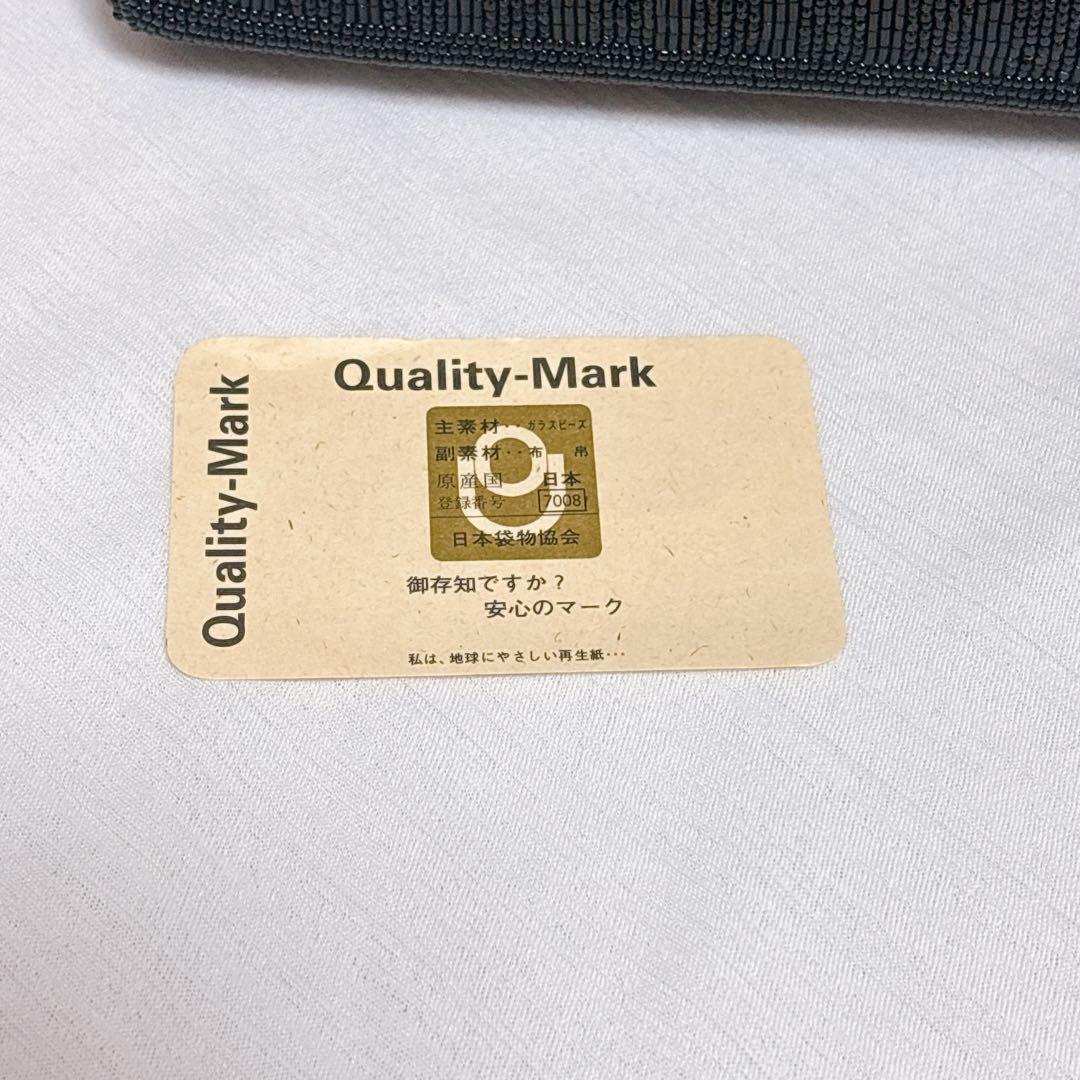 Quality-Mark
Quality-Mark
主素材・・ガラスビーズ
副素材・・布 帛
原産国 日本
登録番号 7008
日本袋物協会
御存知ですか?
安心のマーク
私は、地球にやさしい再生紙・・・